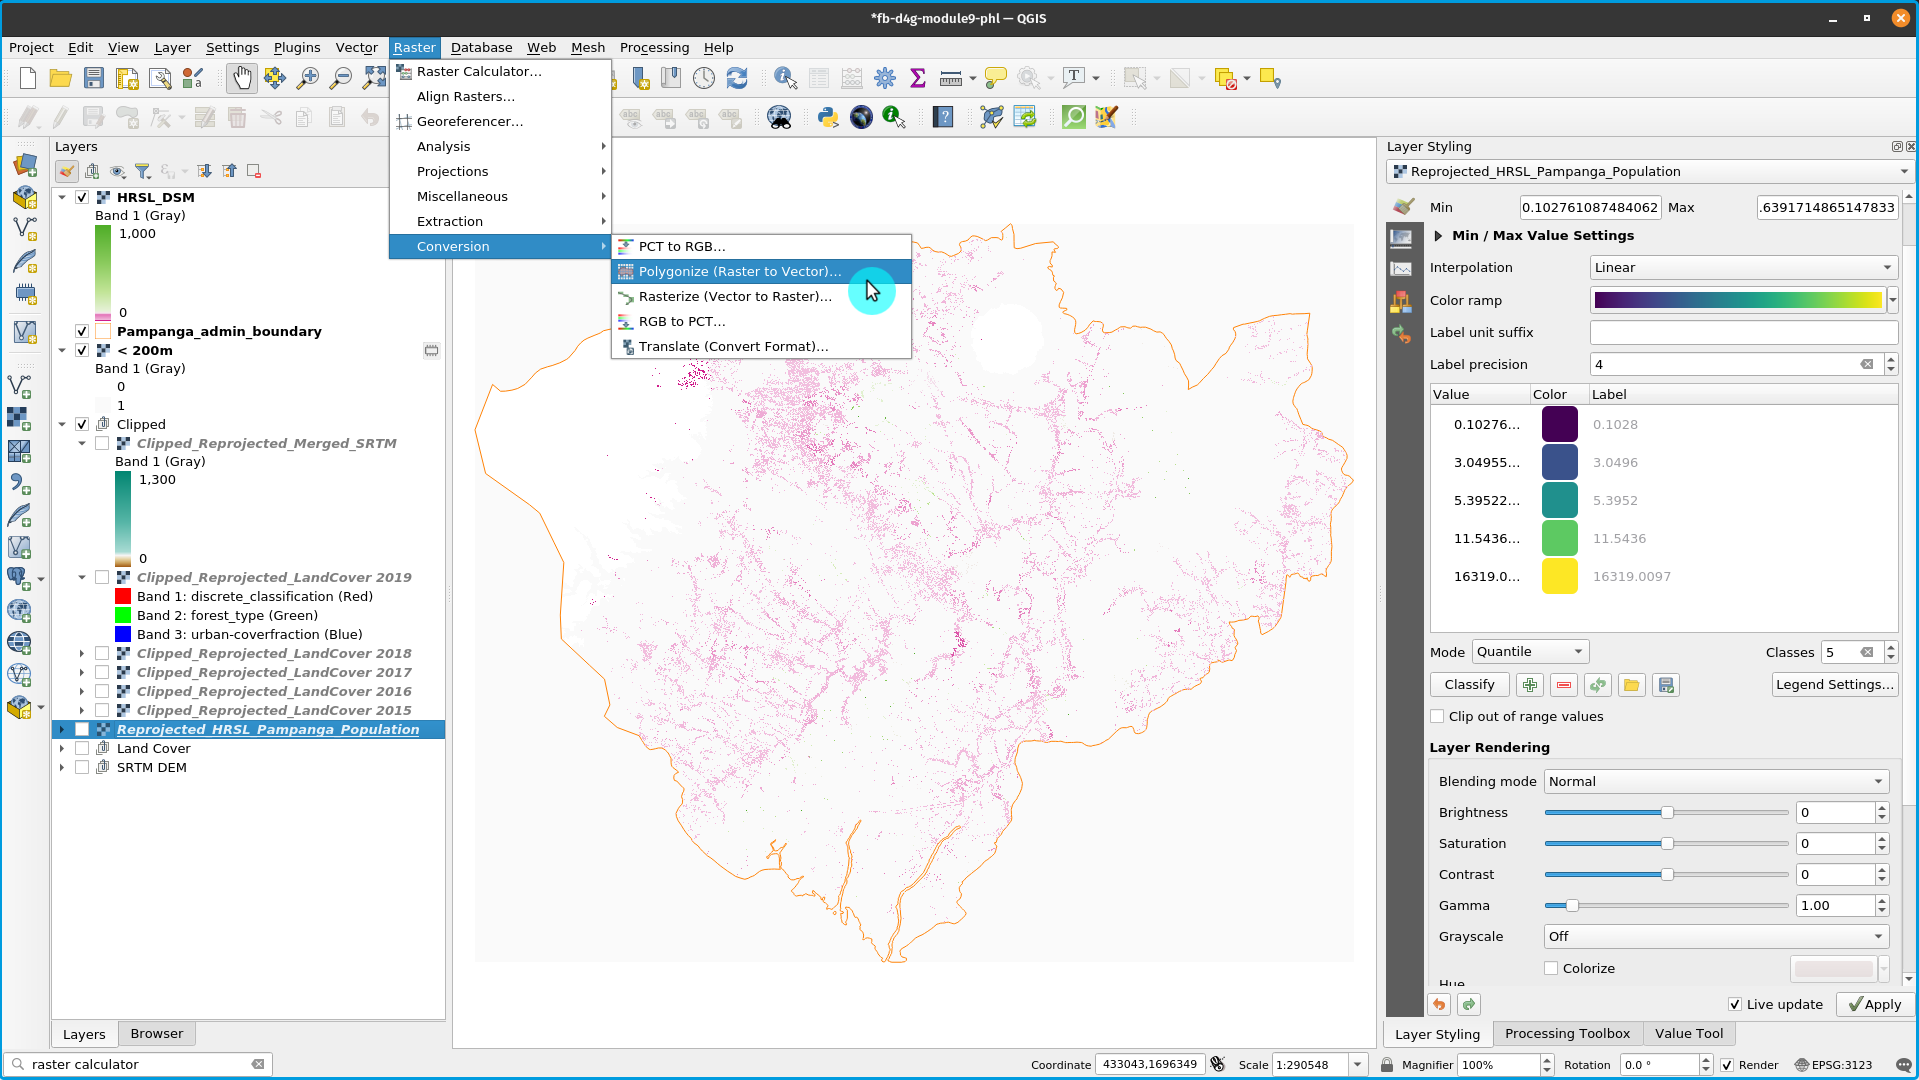 *fb-d4g-module9-phl — QGIS
Project Edit View Layer Settings Plugins Vector Raster Database Web Mesh Processing Help
Raster Calculator...
Align Rasters...
Georeferencer...
Analysis
Projections
Miscellaneous
Extraction
Conversion
PCT to RGB...
Polygonize (Raster to Vector)...
Rasterize (Vector to Raster)...
RGB to PCT...
Translate (Convert Format)...
Layers
HRSL_DSM
Band 1 (Gray)
1,000
0
Pampanga_admin_boundary
< 200m
Band 1 (Gray)
0
1
Clipped
Clipped_Reprojected_Merged_SRTM
Band 1 (Gray)
1,300
0
Clipped_Reprojected_LandCover 2019
Band 1: discrete_classification (Red)
Band 2: forest_type (Green)
Band 3: urban-coverfraction (Blue)
Clipped_Reprojected_LandCover 2018
Clipped_Reprojected_LandCover 2017
Clipped_Reprojected_LandCover 2016
Clipped_Reprojected_LandCover 2015
Reprojected_HRSL_Pampanga_Population
Land Cover
SRTM DEM
Layers Browser
Layer Styling
Reprojected_HRSL_Pampanga_Population
Min 0.102761087484062 Max .6391714865147833
Min / Max Value Settings
Interpolation Linear
Color ramp
Label unit suffix
Label precision 4
Value Color Label
0.10276... 0.1028
3.04955... 3.0496
5.39522... 5.3952
11.5436... 11.5436
16319.0... 16319.0097
Mode Quantile Classes 5
Classify Legend Settings...
Clip out of range values
Layer Rendering
Blending mode Normal
Brightness 0
Saturation 0
Contrast 0
Gamma 1.00
Grayscale Off
Colorize
Hue
Live update Apply
Layer Styling Processing Toolbox Value Tool
raster calculator
Coordinate 433043,1696349 Scale 1:290548 Magnifier 100% Rotation 0.0 ° Render EPSG:3123